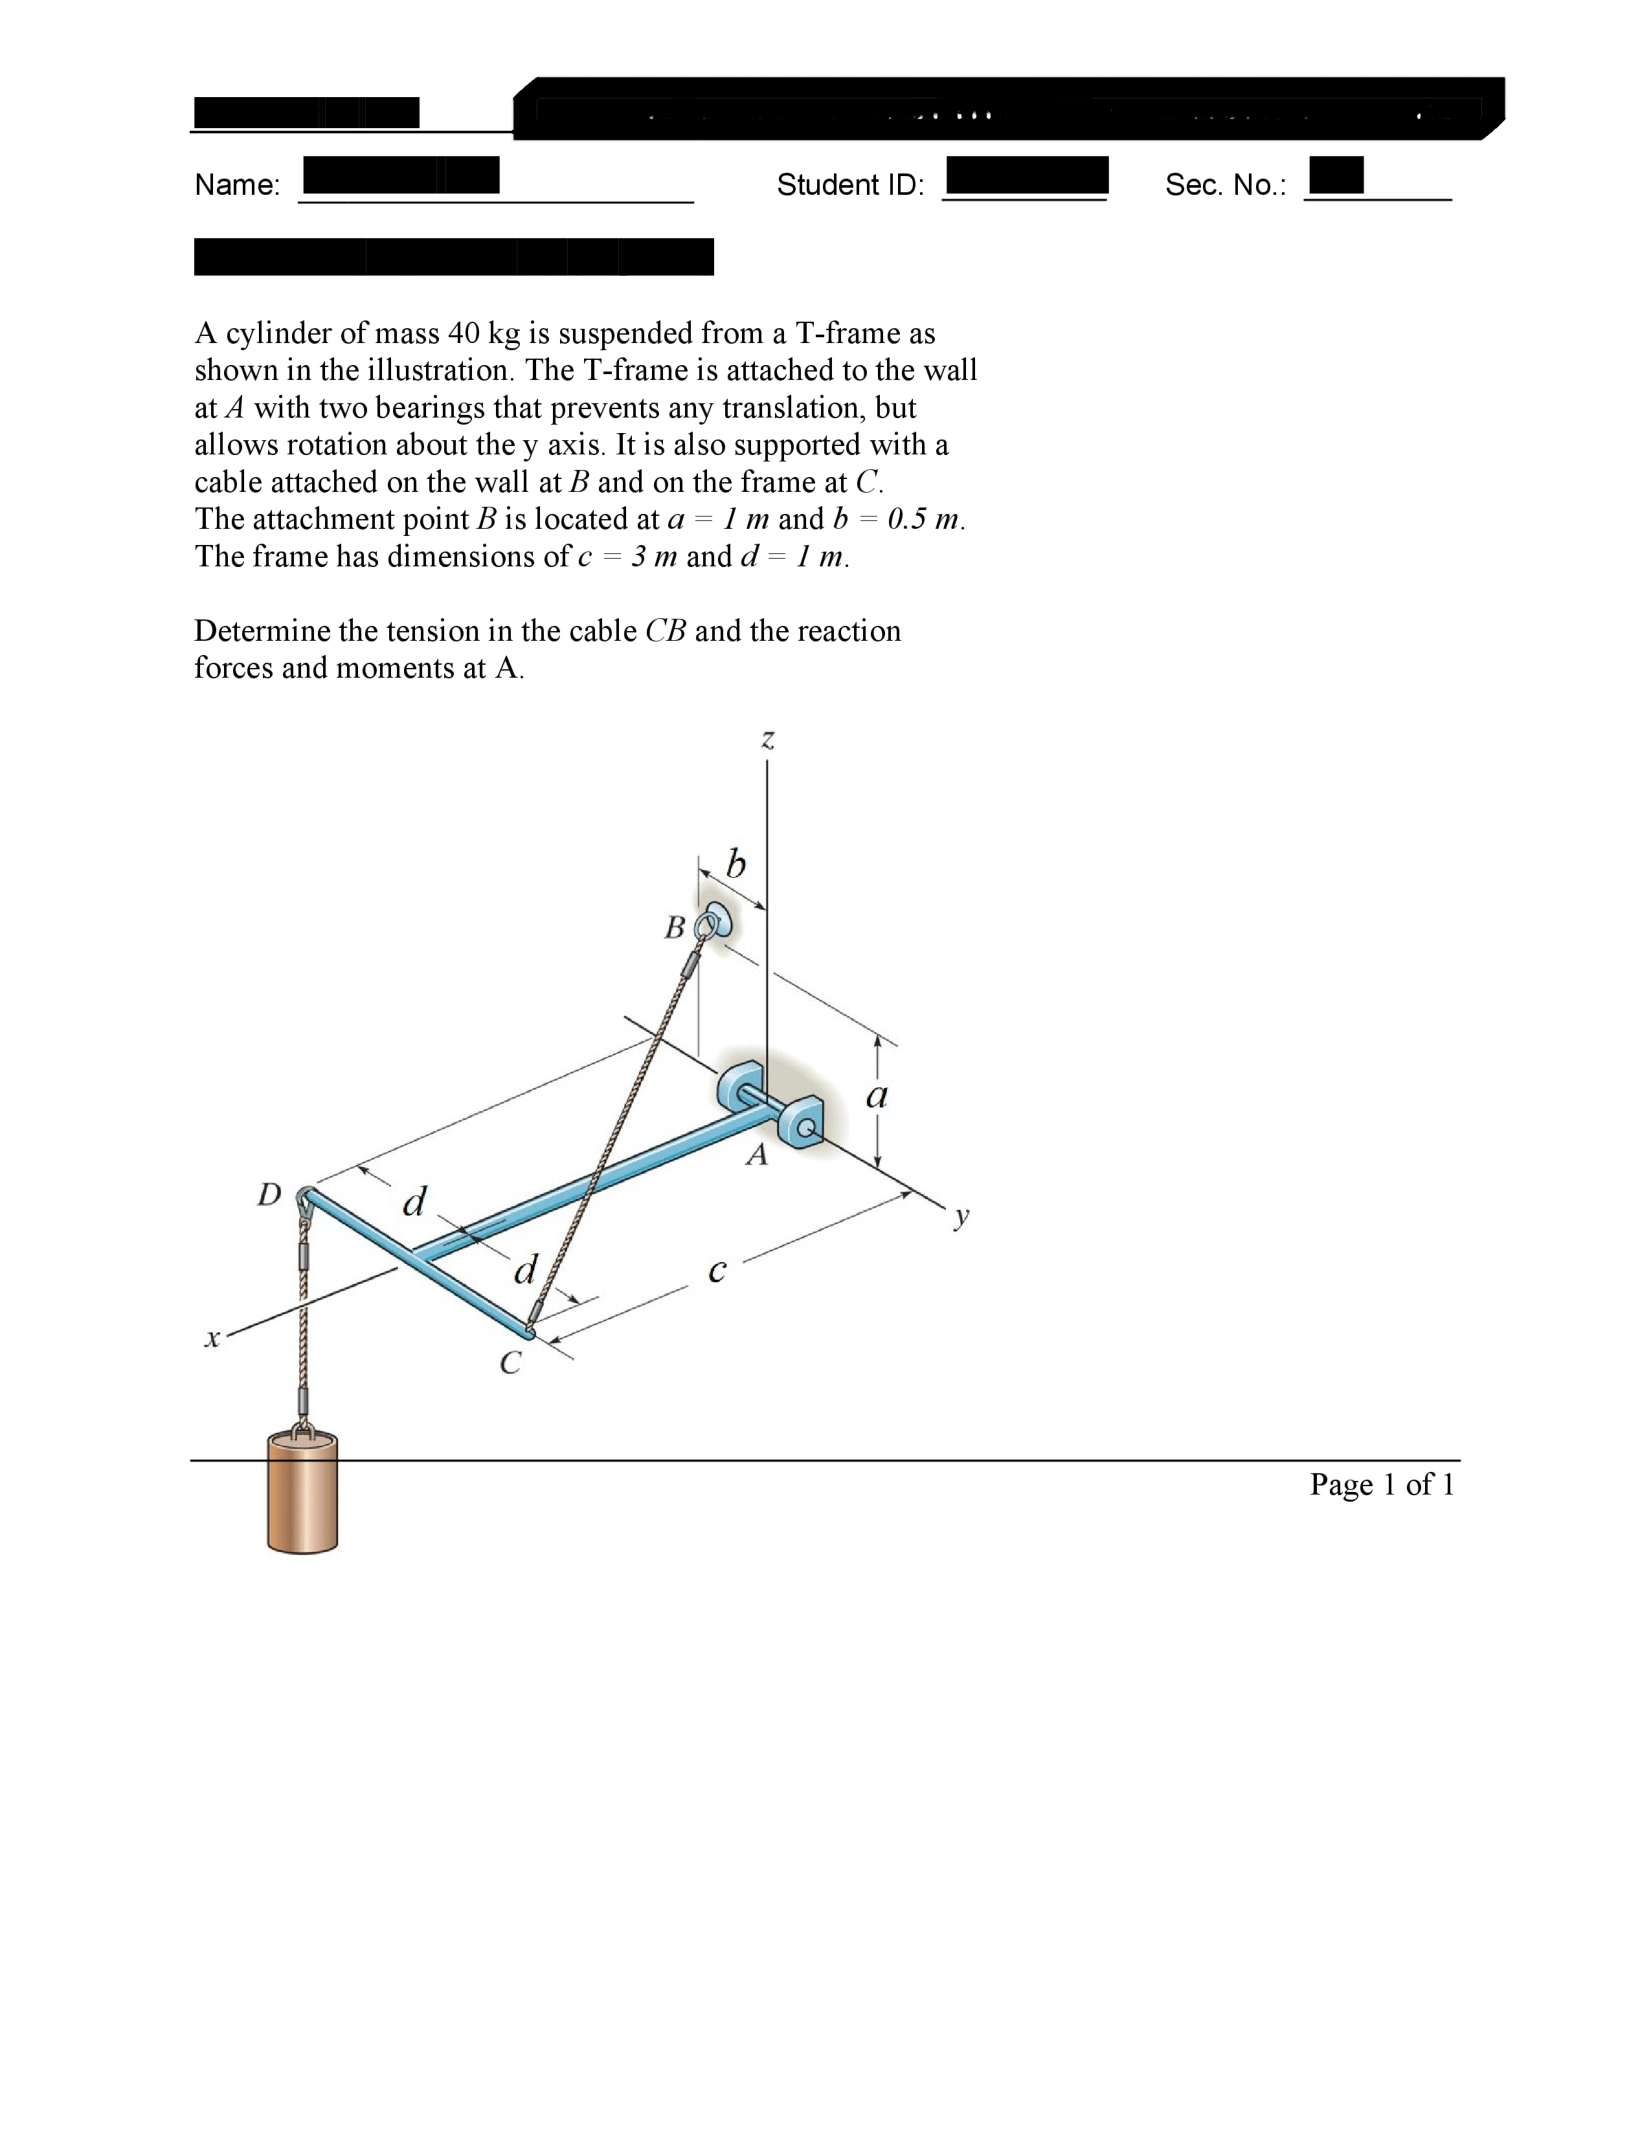 Name: Student ID: Sec. No.:
A cylinder of mass 40 kg is suspended from a T-frame as
shown in the illustration. The T-frame is attached to the wall
at A with two bearings that prevents any translation, but
allows rotation about the y axis. It is also supported with a
cable attached on the wall at B and on the frame at C.
The attachment point B is located at a = 1 m and b = 0.5 m.
The frame has dimensions of c = 3 m and d = 1 m.
Determine the tension in the cable CB and the reaction
forces and moments at A.
z
b
B
a
A
D
d
y
d
c
x
C
Page 1 of 1